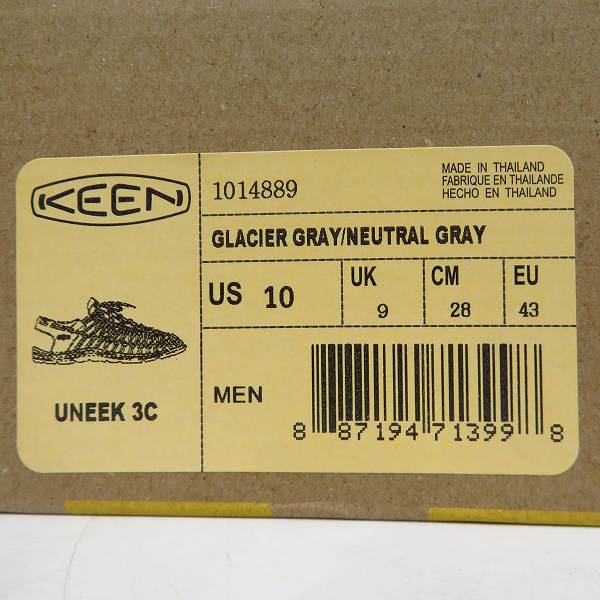 KEEN
UNEEK 3C
1014889
MADE IN THAILAND
FABRIQUE EN THAILANDE
HECHO EN THAILAND
GLACIER GRAY/NEUTRAL GRAY
US 10
UK 9
CM 28
EU 43
MEN
8 87194 71399 8